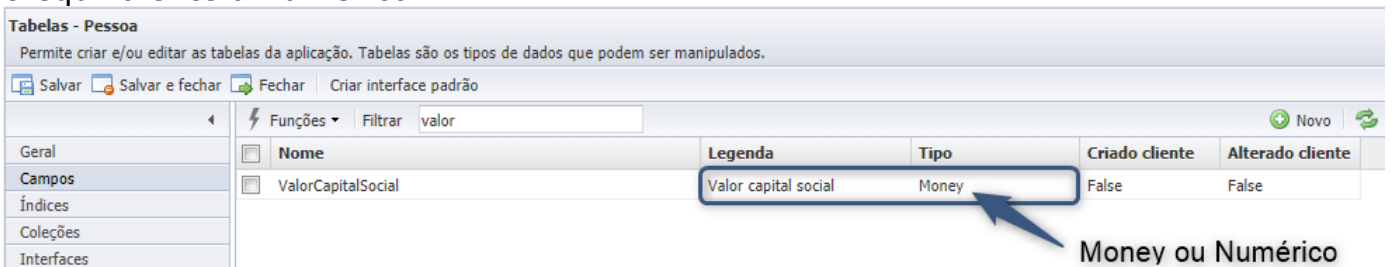 Tabelas - Pessoa
Permite criar e/ou editar as tabelas da aplicação. Tabelas são os tipos de dados que podem ser manipulados.
Salvar Salvar e fechar Fechar Criar interface padrão
Funções Filtrar valor Novo
Geral Nome Legenda Tipo Criado cliente Alterado cliente
Campos ValorCapitalSocial Valor capital social Money False False
Índices
Coleções
Interfaces Money ou Numérico